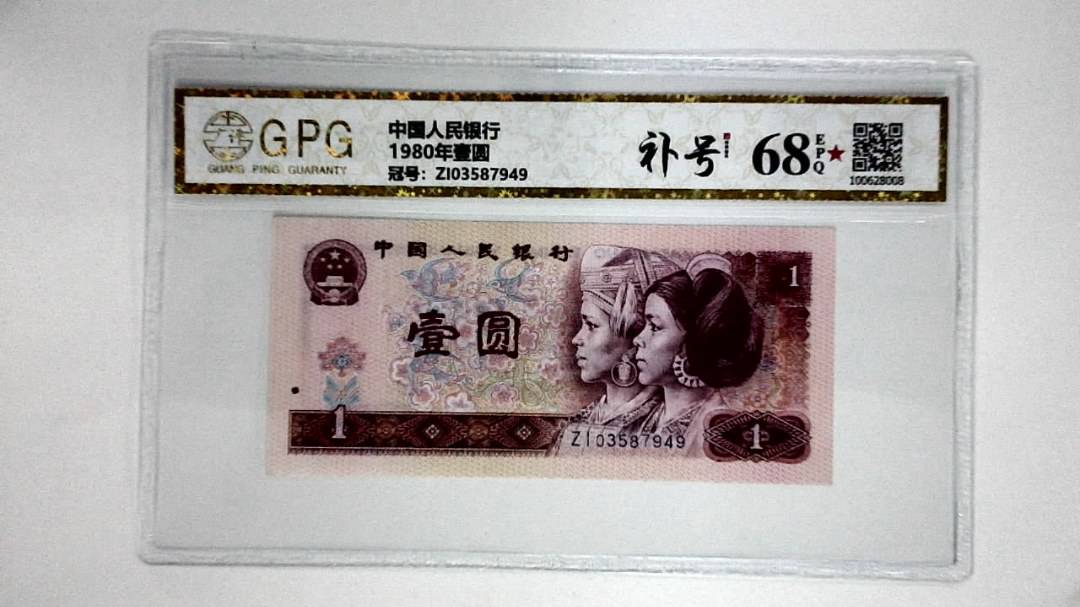 GPG
GUANG PING GUARANTY
中国人民银行
1980年壹圆
冠号：ZI03587949
补号
68
EPQ
100628008
中国人民银行
1
壹圆
1
ZI03587949
1